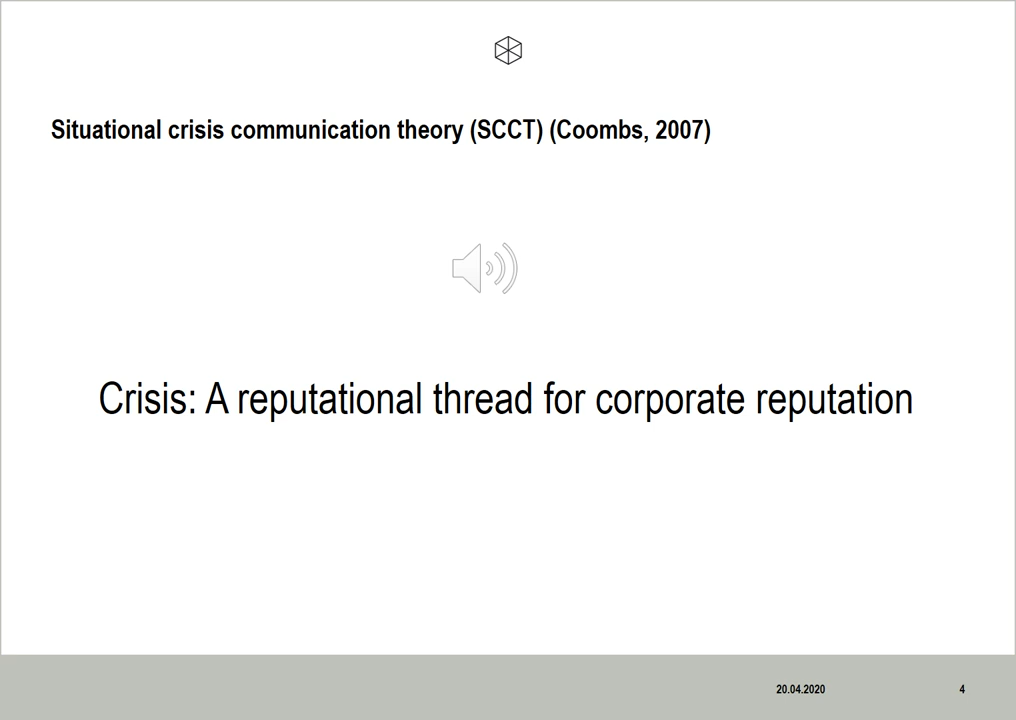 Situational crisis communication theory (SCCT) (Coombs, 2007)
Crisis: A reputational thread for corporate reputation
20.04.2020
4